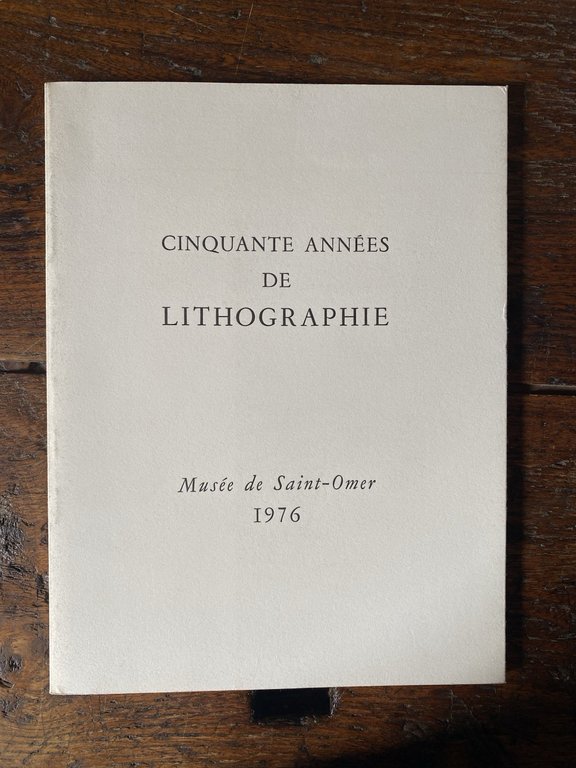 CINQUANTE ANNÉES
DE
LITHOGRAPHIE
Musée de Saint-Omer
1976